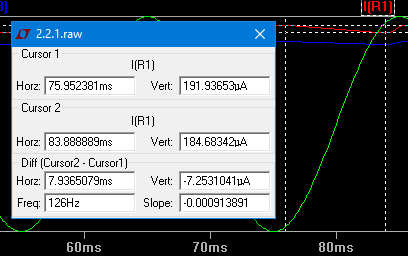 I(R1)
2.2.1.raw
Cursor 1
I(R1)
Horz: 75.952381ms Vert: 191.93653µA
Cursor 2
I(R1)
Horz: 83.888889ms Vert: 184.68342µA
Diff (Cursor2 - Cursor1)
Horz: 7.9365079ms Vert: -7.2531041µA
Freq: 126Hz Slope: -0.000913891
60ms 70ms 80ms